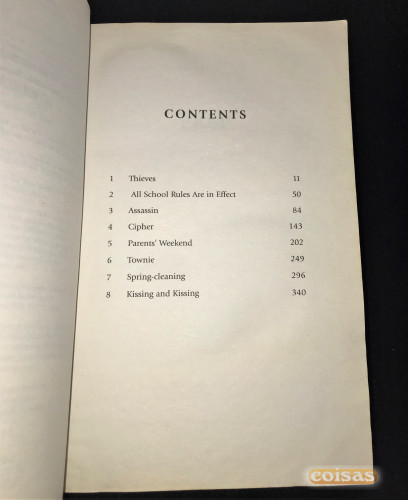 CONTENTS
1 Thieves 11
2 All School Rules Are in Effect 50
3 Assassin 84
4 Cipher 143
5 Parents' Weekend 202
6 Townie 249
7 Spring-cleaning 296
8 Kissing and Kissing 340
coisas